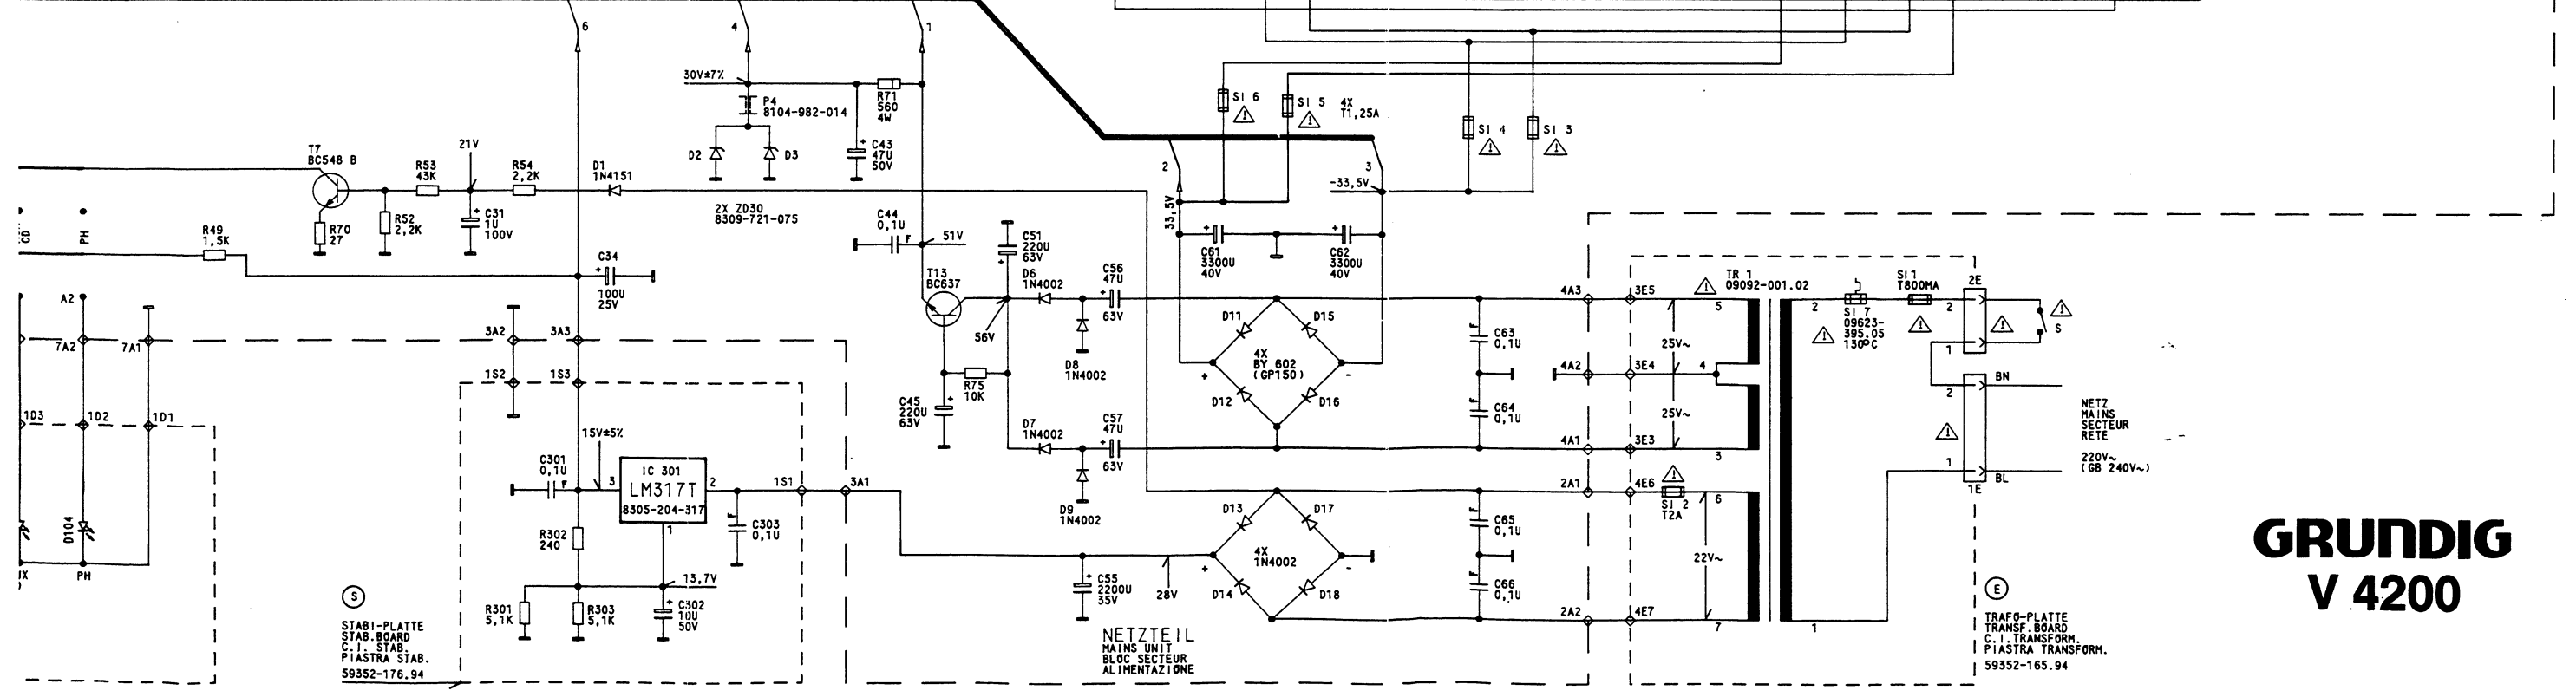 6
4
1
30V±7%
P4
8104-982-014
R71
560
4W
C43
47U
50V
D2
D3
SI 6
SI 5
4X
T1,25A
SI 4
SI 3
T7
BC548 B
R53
43K
21V
R54
2,2K
D1
1N4151
2
3
-33,5V
33,5V
2X ZD30
8309-721-075
CD
PH
R49
1,5K
R70
27
R52
2,2K
C31
1U
100V
C44
0,1U
F
51V
C51
220U
63V
C34
100U
25V
T13
BC637
D6
1N4002
C56
47U
63V
C61
3300U
40V
C62
3300U
40V
TR 1
09092-001.02
SI 7
09623-
395.05
130°C
SI 1
T800MA
2E
2
1
S
A2
7A2
7A1
3A2
3A3
1S2
1S3
56V
D8
1N4002
D11
D15
4X
BY 602
(GP150)
+
-
D12
D16
C63
0,1U
C64
0,1U
4A3
3E5
5
25V~
4A2
3E4
4
25V~
4A1
3E3
3
2
BN
2
1
BL
1E
NETZ
MAINS
SECTEUR
RETE
220V~
(GB 240V~)
R75
10K
C45
220U
63V
D7
1N4002
C57
47U
63V
D9
1N4002
1D3
1D2
1D1
15V±5%
C301
0,1U
F
3
IC 301
LM317T
8305-204-317
2
1
1S1
3A1
C303
0,1U
R302
240
13,7V
R301
5,1K
R303
5,1K
C302
10U
50V
D104
UX
PH
D13
D17
4X
1N4002
+
-
D14
D18
C55
2200U
35V
28V
C65
0,1U
C66
0,1U
2A1
4E6
SI 2
T2A
6
22V~
2A2
4E7
7
1
S
STABI-PLATTE
STAB.BOARD
C.I. STAB.
PIASTRA STAB.
59352-176.94
NETZTEIL
MAINS UNIT
BLOC SECTEUR
ALIMENTAZIONE
E
TRAFO-PLATTE
TRANSF.BOARD
C.I.TRANSFORM.
PIASTRA TRANSFORM.
59352-165.94
GRUNDIG
V 4200